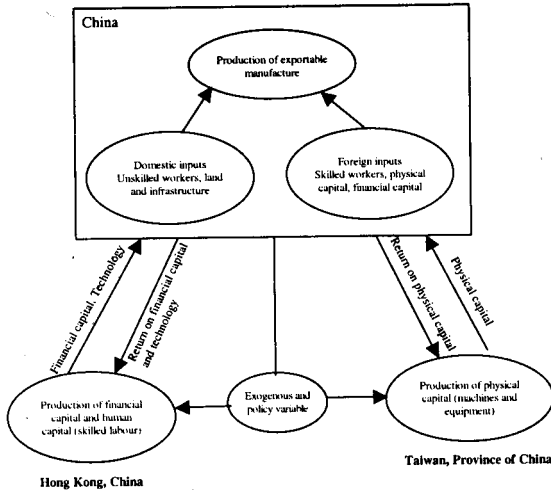 China
Production of exportable
manufacture
Domestic inputs
Unskilled workers, land
and infrastructure
Foreign inputs
Skilled workers, physical
capital, financial capital
Financial capital, Technology
Return on financial capital
and technology
Return on physical capital
Physical capital
Production of financial
capital and human
capital (skilled labour)
Exogenous and
policy variable
Production of physical
capital (machines and
equipment)
Hong Kong, China
Taiwan, Province of China